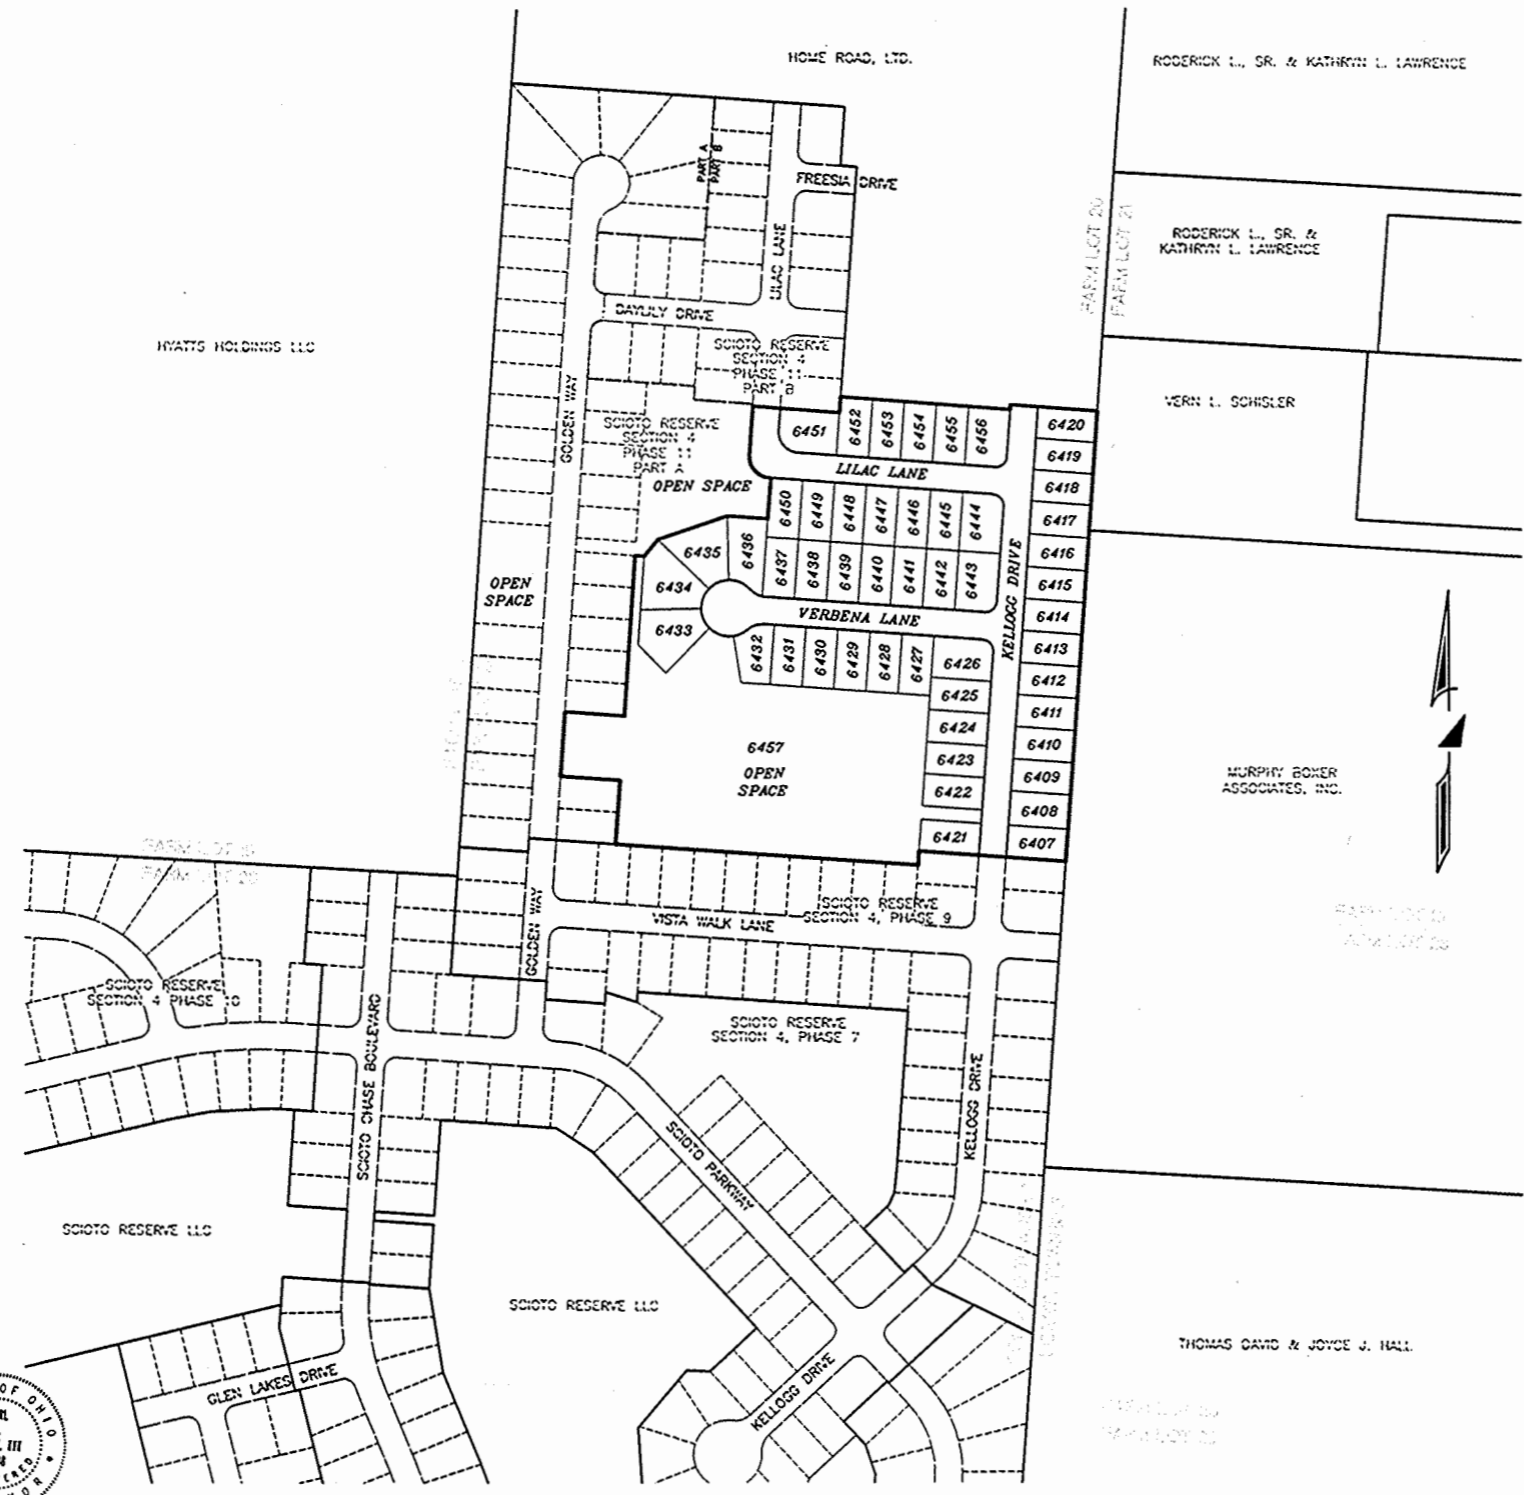 HOME ROAD, LTD.
RODERICK L., SR. & KATHRYN L. LAWRENCE
PART A
PART B
FREESIA DRIVE
LILAC LANE
FARM LOT 20
FARM LOT 21
RODERICK L., SR. &
KATHRYN L. LAWRENCE
DAYLILY DRIVE
HYATTS HOLDINGS LLC
SCIOTO RESERVE
SECTION 4
PHASE 11
PART B
GOLDEN WAY
VERN L. SCHISLER
SCIOTO RESERVE
SECTION 4
PHASE 11
PART A
OPEN SPACE
6451
6452
6453
6454
6455
6456
6420
6419
6418
6417
6416
6415
6414
6413
6412
6411
6410
6409
6408
6407
LILAC LANE
6450
6449
6448
6447
6446
6445
6444
6435
6436
6437
6438
6439
6440
6441
6442
6443
6434
6433
VERBENA LANE
KELLOGG DRIVE
OPEN
SPACE
6432
6431
6430
6429
6428
6427
6426
6425
6424
6423
6422
6421
6457
OPEN
SPACE
MURPHY BOXER
ASSOCIATES, INC.
FARM LOT 20
GOLDEN WAY
VISTA WALK LANE
SCIOTO RESERVE
SECTION 4, PHASE 9
SCIOTO RESERVE
SECTION 4 PHASE 10
SCIOTO CHASE BOULEVARD
SCIOTO RESERVE
SECTION 4, PHASE 7
KELLOGG DRIVE
SCIOTO PARKWAY
SCIOTO RESERVE LLC
SCIOTO RESERVE LLC
THOMAS DAVID & JOYCE J. HALL
GLEN LAKES DRIVE
KELLOGG DRIVE
OF OHIO
III